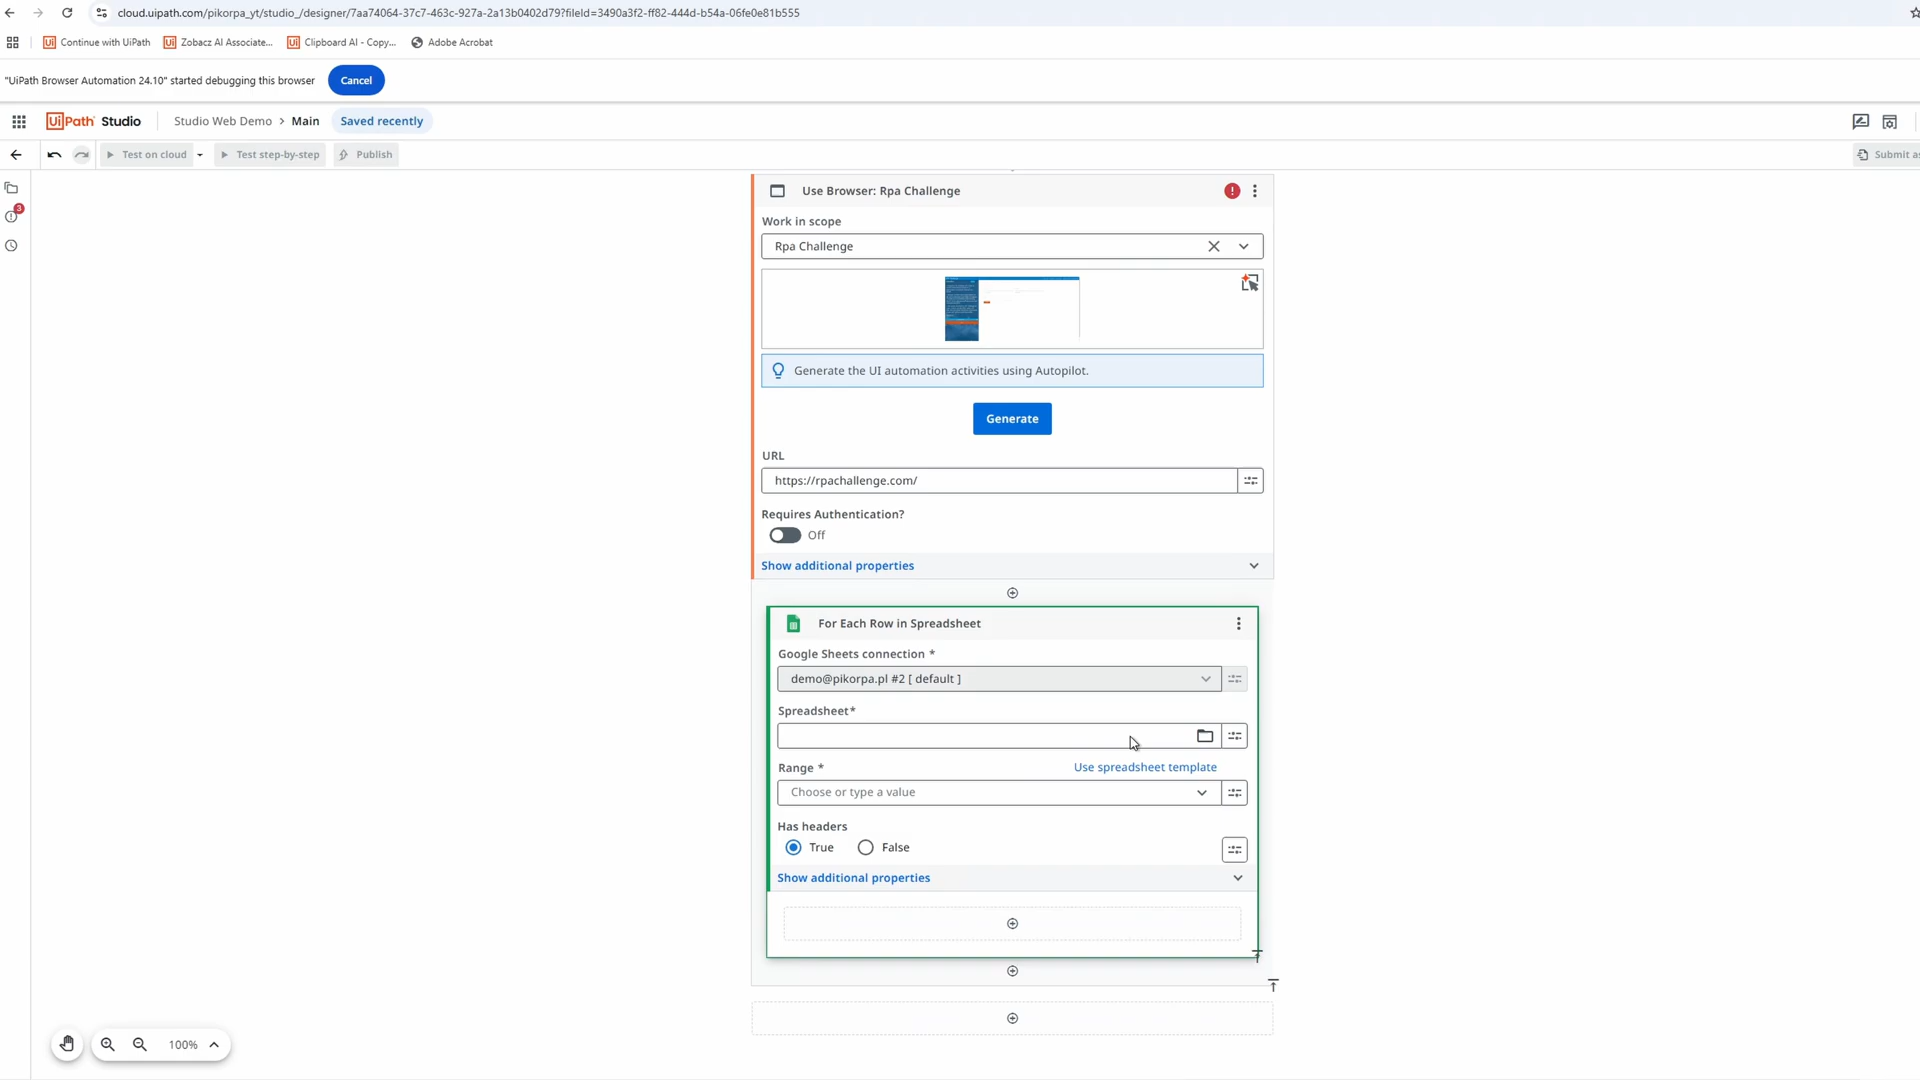 cloud.uipath.com/pikorpa_yt/studio_/designer/7aa74064-37c7-463c-927a-2a13b0402d79?fileId=3490a3f2-ff82-444d-b54a-06fe0e81b555
Continue with UiPath
Zobacz AI Associate...
Clipboard AI - Copy...
Adobe Acrobat
"UiPath Browser Automation 24.10" started debugging this browser
Cancel
UiPath Studio
Studio Web Demo > Main
Saved recently
Test on cloud
Test step-by-step
Publish
Submit as
3
Use Browser: Rpa Challenge
Work in scope
Rpa Challenge
Generate the UI automation activities using Autopilot.
Generate
URL
https://rpachallenge.com/
Requires Authentication?
Off
Show additional properties
For Each Row in Spreadsheet
Google Sheets connection *
demo@pikorpa.pl #2 [ default ]
Spreadsheet*
Range *
Use spreadsheet template
Choose or type a value
Has headers
True
False
Show additional properties
100%